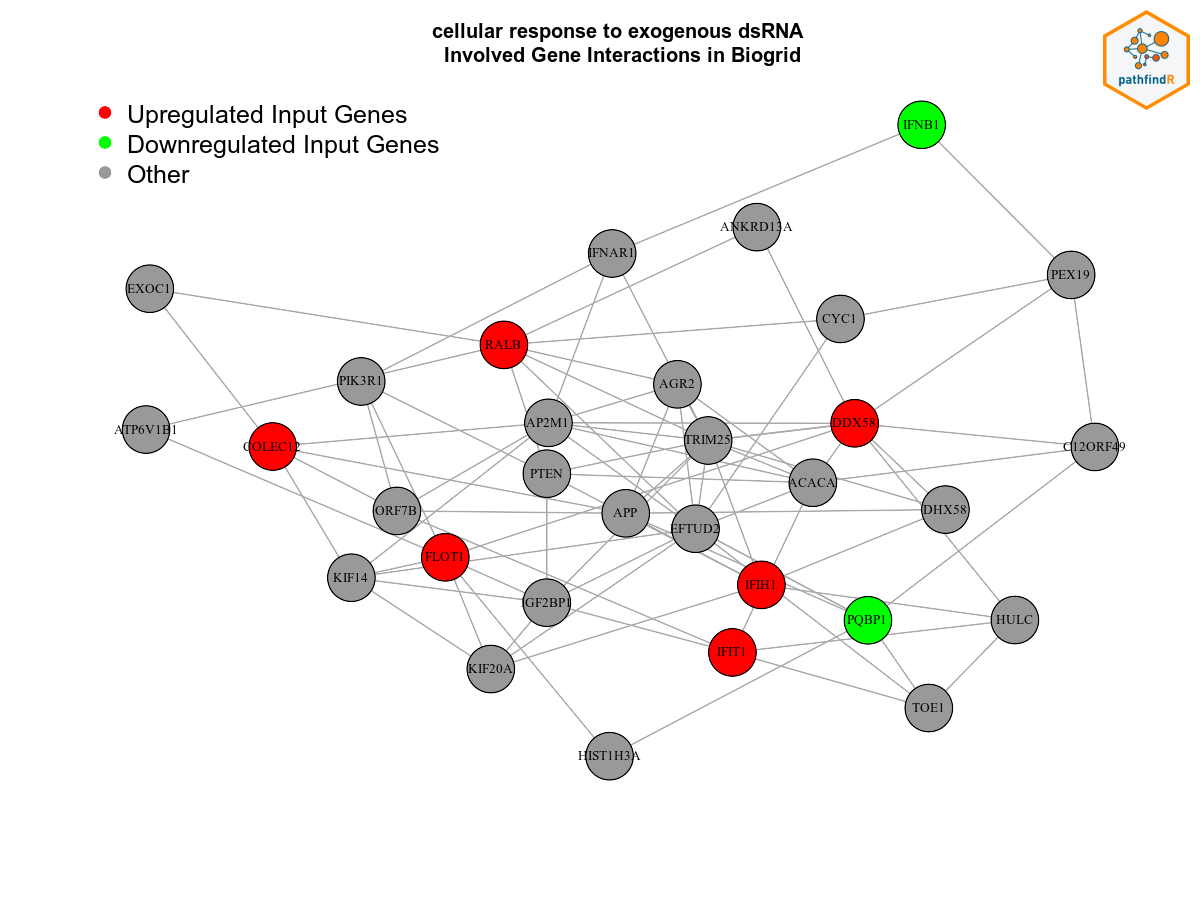 cellular response to exogenous dsRNA
Involved Gene Interactions in Biogrid
pathfindR
Upregulated Input Genes
Downregulated Input Genes
Other
IFNB1
ANKRD13A
IFNAR1
PEX19
EXOC1
CYC1
RALB
PIK3R1
AGR2
AP2M1
DDX58
ATP6V1B1
TRIM25
COLEC12
C12ORF49
PTEN
ACACA
ORF7B
APP
DHX58
EFTUD2
FLOT1
KIF14
IFIH1
IGF2BP1
PQBP1
HULC
IFIT1
KIF20A
TOE1
HIST1H3A